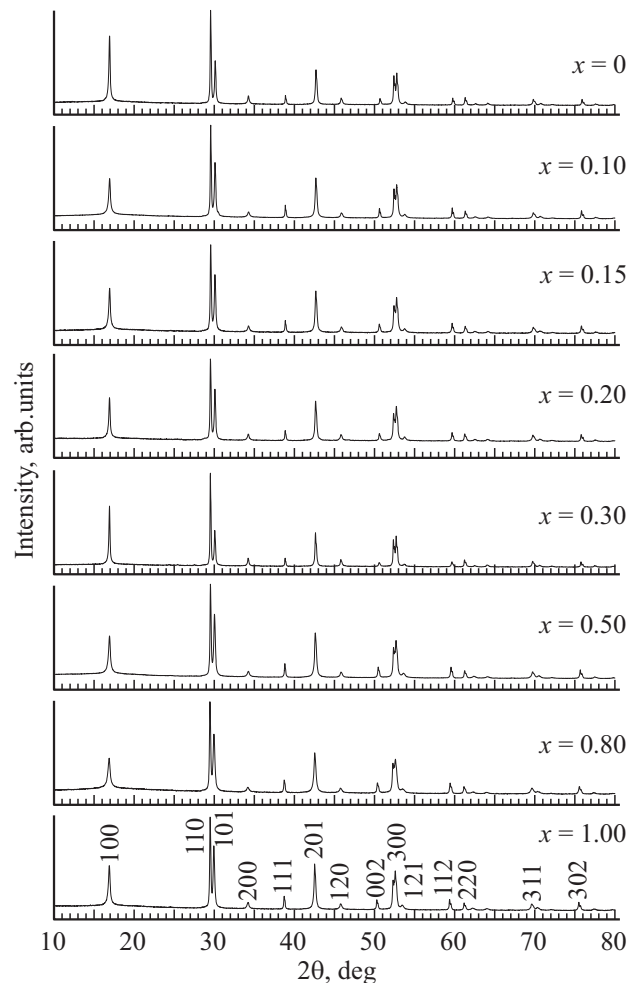 x = 0
x = 0.10
x = 0.15
x = 0.20
x = 0.30
x = 0.50
x = 0.80
x = 1.00
Intensity, arb.units
100
110
101
200
111
201
120
002
300
121
112
220
311
302
10 20 30 40 50 60 70 80
2θ, deg